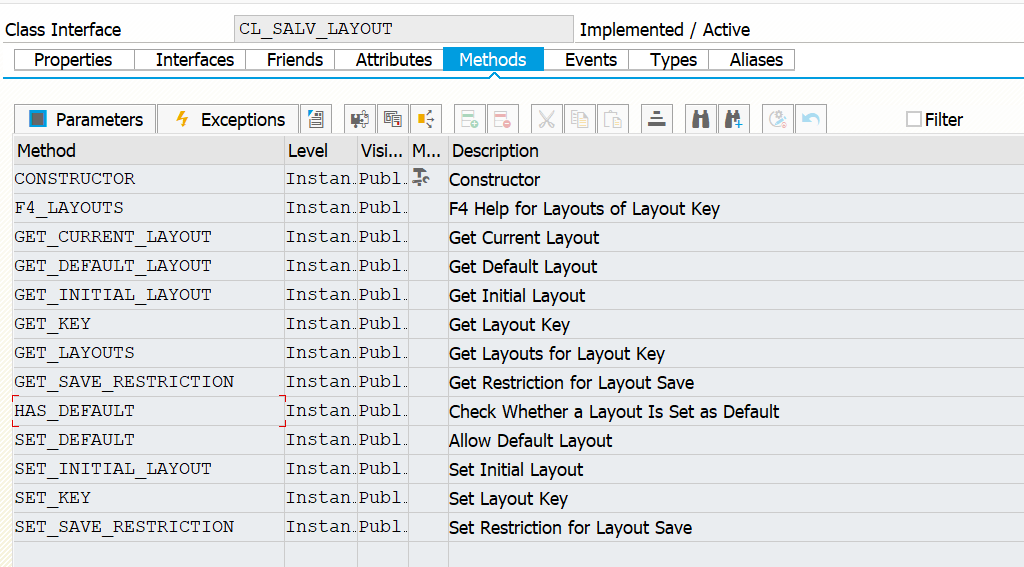 Class Interface CL_SALV_LAYOUT Implemented / Active
Properties Interfaces Friends Attributes Methods Events Types Aliases
Parameters Exceptions Filter
Method Level Visi... M... Description
CONSTRUCTOR Instan.. Publ.. Constructor
F4_LAYOUTS Instan.. Publ.. F4 Help for Layouts of Layout Key
GET_CURRENT_LAYOUT Instan.. Publ.. Get Current Layout
GET_DEFAULT_LAYOUT Instan.. Publ.. Get Default Layout
GET_INITIAL_LAYOUT Instan.. Publ.. Get Initial Layout
GET_KEY Instan.. Publ.. Get Layout Key
GET_LAYOUTS Instan.. Publ.. Get Layouts for Layout Key
GET_SAVE_RESTRICTION Instan.. Publ.. Get Restriction for Layout Save
HAS_DEFAULT Instan.. Publ.. Check Whether a Layout Is Set as Default
SET_DEFAULT Instan.. Publ.. Allow Default Layout
SET_INITIAL_LAYOUT Instan.. Publ.. Set Initial Layout
SET_KEY Instan.. Publ.. Set Layout Key
SET_SAVE_RESTRICTION Instan.. Publ.. Set Restriction for Layout Save